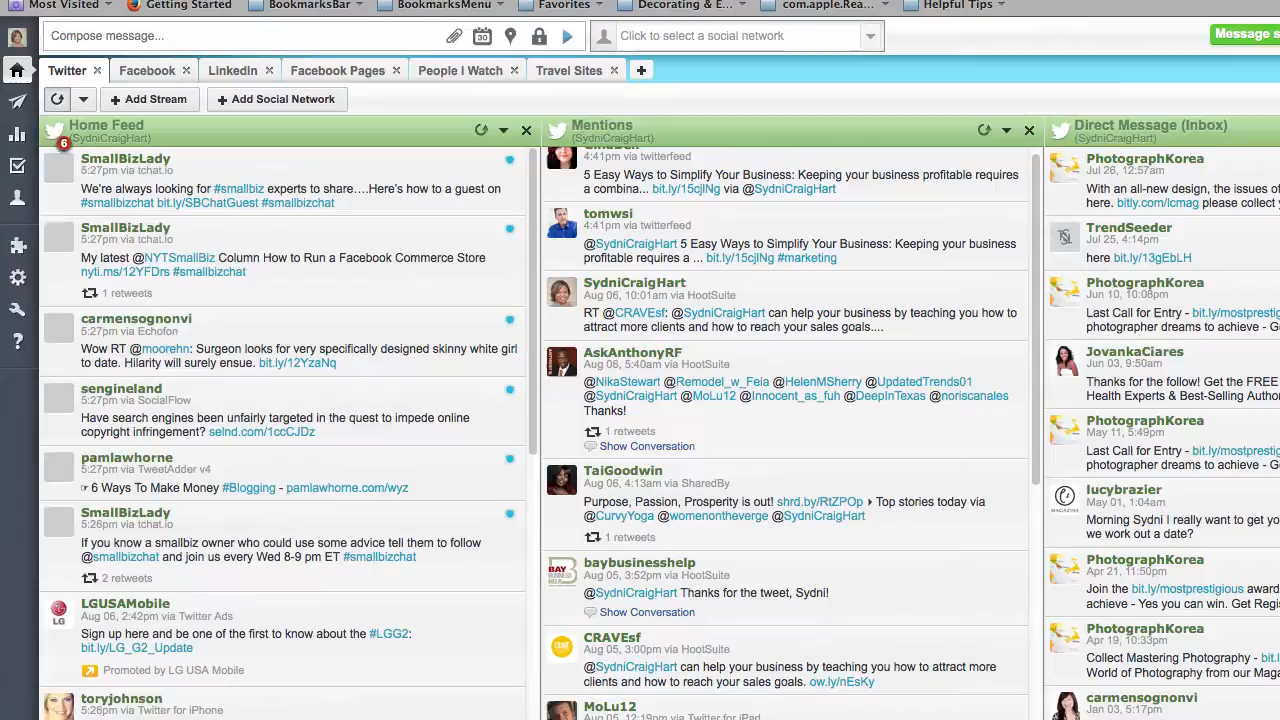 Most Visited
Getting Started
BookmarksBar
BookmarksMenu
Favorites
Decorating & E...
com.apple.Rea...
Helpful Tips
Compose message...
30
Click to select a social network
Message s
Twitter
Facebook
LinkedIn
Facebook Pages
People I Watch
Travel Sites
Add Stream
Add Social Network
Home Feed
(SydniCraigHart)
6
SmallBizLady
5:27pm via tchat.io
We're always looking for #smallbiz experts to share....Here's how to a guest on
#smallbizchat bit.ly/SBChatGuest #smallbizchat
SmallBizLady
5:27pm via tchat.io
My latest @NYTSmallBiz Column How to Run a Facebook Commerce Store
nyti.ms/12YFDrs #smallbizchat
1 retweets
carmensognonvi
5:27pm via Echofon
Wow RT @moorehn: Surgeon looks for very specifically designed skinny white girl
to date. Hilarity will surely ensue. bit.ly/12YzaNq
sengineland
5:27pm via SocialFlow
Have search engines been unfairly targeted in the quest to impede online
copyright infringement? selnd.com/1ccCJDz
pamlawhorne
5:27pm via TweetAdder v4
☞ 6 Ways To Make Money #Blogging - pamlawhorne.com/wyz
SmallBizLady
5:26pm via tchat.io
If you know a smallbiz owner who could use some advice tell them to follow
@smallbizchat and join us every Wed 8-9 pm ET #smallbizchat
2 retweets
LG
LGUSAMobile
Aug 06, 2:42pm via Twitter Ads
Sign up here and be one of the first to know about the #LGG2:
bit.ly/LG_G2_Update
Promoted by LG USA Mobile
toryjohnson
5:26pm via Twitter for iPhone
Mentions
(SydniCraigHart)
4:41pm via twitterfeed
5 Easy Ways to Simplify Your Business: Keeping your business profitable requires
a combina... bit.ly/15cjlNg via @SydniCraigHart
tomwsi
4:41pm via twitterfeed
@SydniCraigHart 5 Easy Ways to Simplify Your Business: Keeping your business
profitable requires a ... bit.ly/15cjlNg #marketing
SydniCraigHart
Aug 06, 10:01am via HootSuite
RT @CRAVEsf: @SydniCraigHart can help your business by teaching you how to
attract more clients and how to reach your sales goals....
AskAnthonyRF
Aug 06, 5:40am via HootSuite
@NikaStewart @Remodel_w_Feia @HelenMSherry @UpdatedTrends01
@SydniCraigHart @MoLu12 @Innocent_as_fuh @DeepInTexas @noriscanales
Thanks!
1 retweets
Show Conversation
TaiGoodwin
Aug 06, 4:13am via SharedBy
Purpose, Passion, Prosperity is out! shrd.by/RtZPOp ▸ Top stories today via
@CurvyYoga @womenontheverge @SydniCraigHart
1 retweets
BAY
BUSINESS
HELP
baybusinesshelp
Aug 05, 3:52pm via HootSuite
@SydniCraigHart Thanks for the tweet, Sydni!
Show Conversation
CRAVEsf
Aug 05, 3:00pm via HootSuite
@SydniCraigHart can help your business by teaching you how to attract more
clients and how to reach your sales goals. ow.ly/nEsKy
MoLu12
Aug 05, 12:19pm via Twitter for iPad
Direct Message (Inbox)
(SydniCraigHart)
PhotographKorea
Jul 26, 12:57am
With an all-new design, the issues of
here. bitly.com/lcmag please collect y
TrendSeeder
Jul 25, 4:14pm
here bit.ly/13gEbLH
PhotographKorea
Jun 10, 10:08pm
Last Call for Entry - bit.ly/mostprestig
photographer dreams to achieve -
JovankaCiares
Jun 03, 9:50am
Thanks for the follow! Get the FREE
Health Experts & Best-Selling Autho
PhotographKorea
May 11, 5:49pm
Last Call for Entry - bit.ly/mostprestig
photographer dreams to achieve - Y
MAGAZINE
lucybrazier
May 01, 1:04am
Morning Sydni I really want to get yo
we work out a date?
PhotographKorea
Apr 21, 11:50pm
Join the bit.ly/mostprestigious award
achieve - Yes you can win. Get Regi
PhotographKorea
Apr 19, 10:33pm
Collect Mastering Photography - bit.l
World of Photography from our Mag
carmensognonvi
Jan 03, 5:17pm